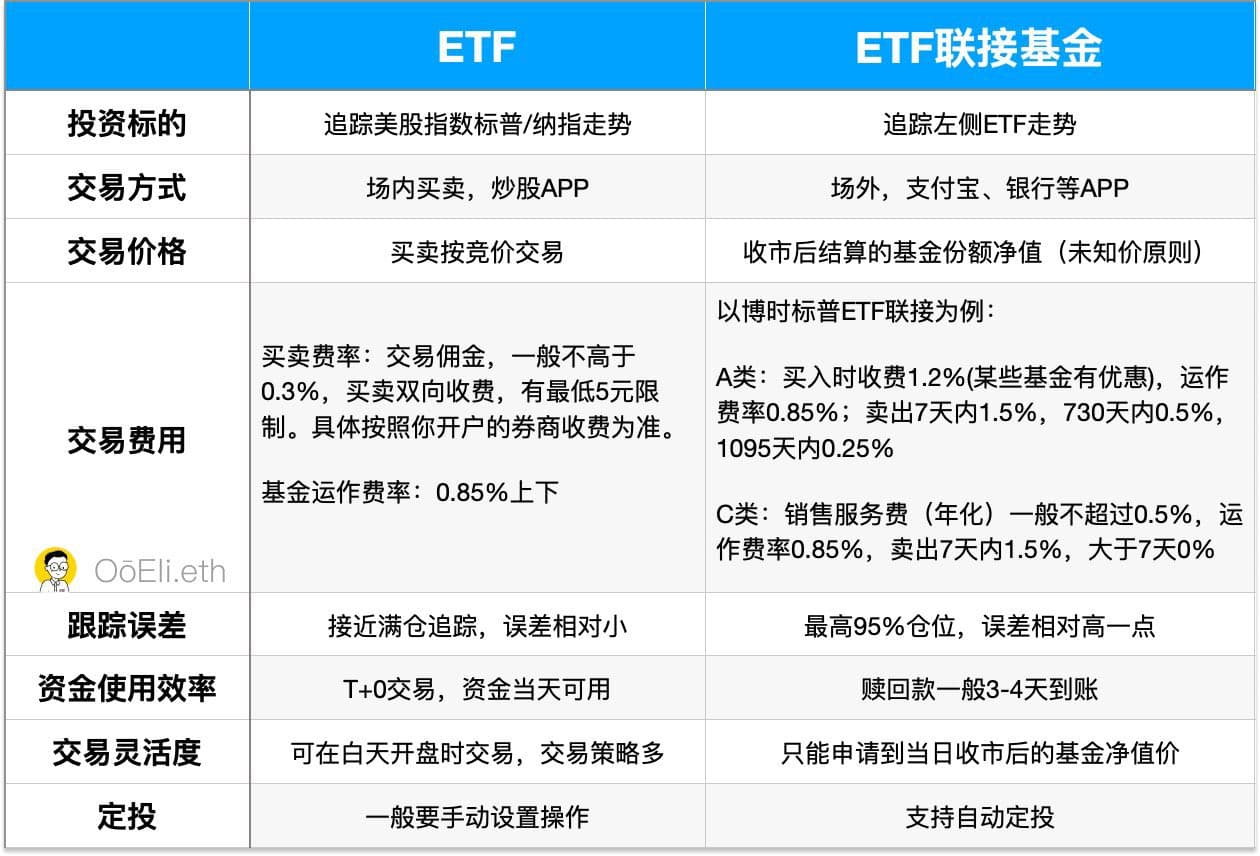 ETF
ETF联接基金
投资标的
追踪美股指数标普/纳指走势
追踪左侧ETF走势
交易方式
场内买卖，炒股APP
场外，支付宝、银行等APP
交易价格
买卖按竞价交易
收市后结算的基金份额净值（未知价原则）
交易费用
买卖费率：交易佣金，一般不高于
0.3%，买卖双向收费，有最低5元限
制。具体按照你开户的券商收费为准。
基金运作费率：0.85%上下
以博时标普ETF联接为例：
A类：买入时收费1.2%(某些基金有优惠)，运作
费率0.85%；卖出7天内1.5%，730天内0.5%，
1095天内0.25%
C类：销售服务费（年化）一般不超过0.5%，运
作费率0.85%，卖出7天内1.5%，大于7天0%
OōEli.eth
跟踪误差
接近满仓追踪，误差相对小
最高95%仓位，误差相对高一点
资金使用效率
T+0交易，资金当天可用
赎回款一般3-4天到账
交易灵活度
可在白天开盘时交易，交易策略多
只能申请到当日收市后的基金净值价
定投
一般要手动设置操作
支持自动定投